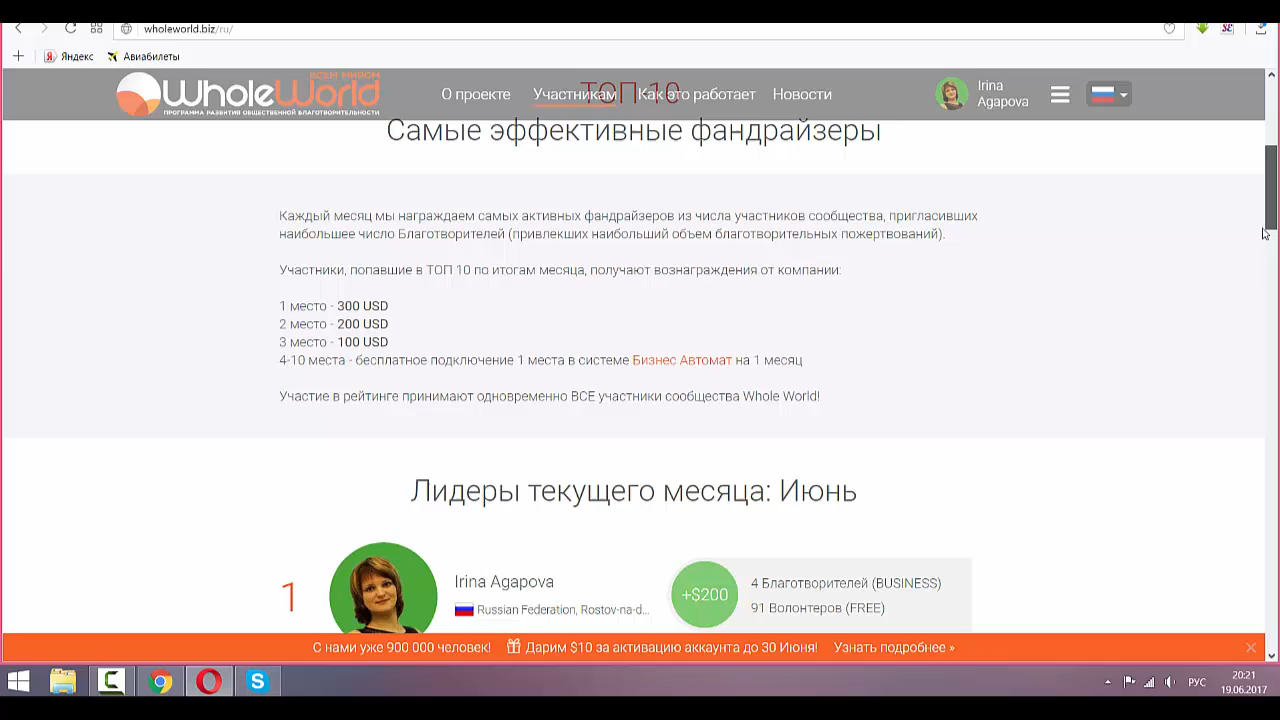 wholeworld.biz/ru/
Яндекс
Авиабилеты
ВСЕМ МИРОМ
WholeWorld
ПРОГРАММА РАЗВИТИЯ ОБЩЕСТВЕННОЙ БЛАГОТВОРИТЕЛЬНОСТИ
О проекте
Участникам
Как это работает
Новости
Irina
Agapova
ТОП 10
Самые эффективные фандрайзеры
Каждый месяц мы награждаем самых активных фандрайзеров из числа участников сообщества, пригласивших
наибольшее число Благотворителей (привлекших наибольший объем благотворительных пожертвований).
Участники, попавшие в ТОП 10 по итогам месяца, получают вознаграждения от компании:
1 место - 300 USD
2 место - 200 USD
3 место - 100 USD
4-10 места - бесплатное подключение 1 места в системе Бизнес Автомат на 1 месяц
Участие в рейтинге принимают одновременно ВСЕ участники сообщества Whole World!
Лидеры текущего месяца: Июнь
1
Irina Agapova
Russian Federation, Rostov-na-d...
+$200
4 Благотворителей (BUSINESS)
91 Волонтеров (FREE)
С нами уже 900 000 человек!
Дарим $10 за активацию аккаунта до 30 Июня!
Узнать подробнее »
РУС
20:21
19.06.2017